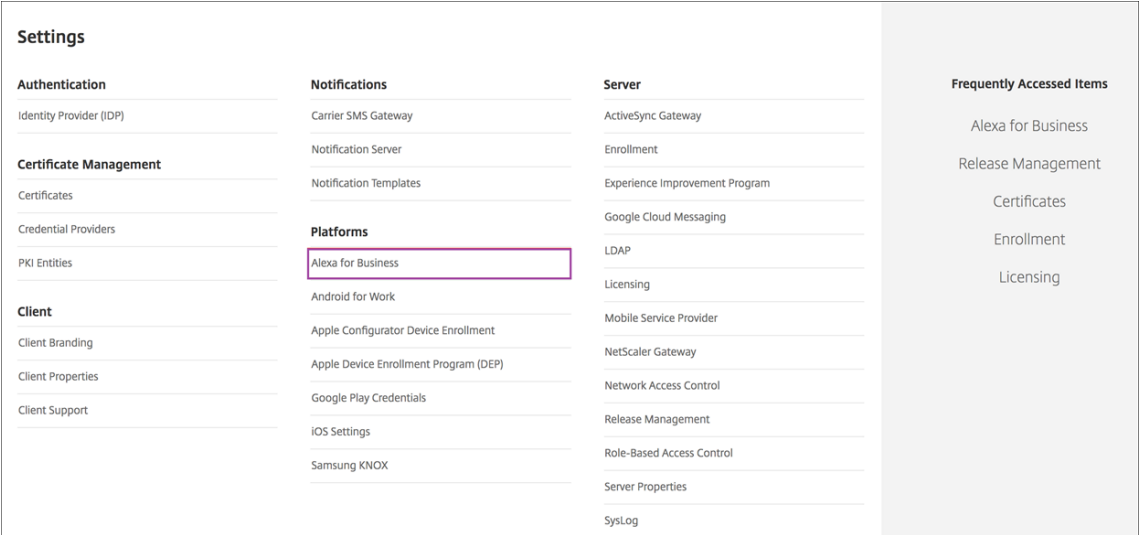 Settings
Authentication
Identity Provider (IDP)
Certificate Management
Certificates
Credential Providers
PKI Entities
Client
Client Branding
Client Properties
Client Support
Notifications
Carrier SMS Gateway
Notification Server
Notification Templates
Platforms
Alexa for Business
Android for Work
Apple Configurator Device Enrollment
Apple Device Enrollment Program (DEP)
Google Play Credentials
iOS Settings
Samsung KNOX
Server
ActiveSync Gateway
Enrollment
Experience Improvement Program
Google Cloud Messaging
LDAP
Licensing
Mobile Service Provider
NetScaler Gateway
Network Access Control
Release Management
Role-Based Access Control
Server Properties
SysLog
Frequently Accessed Items
Alexa for Business
Release Management
Certificates
Enrollment
Licensing